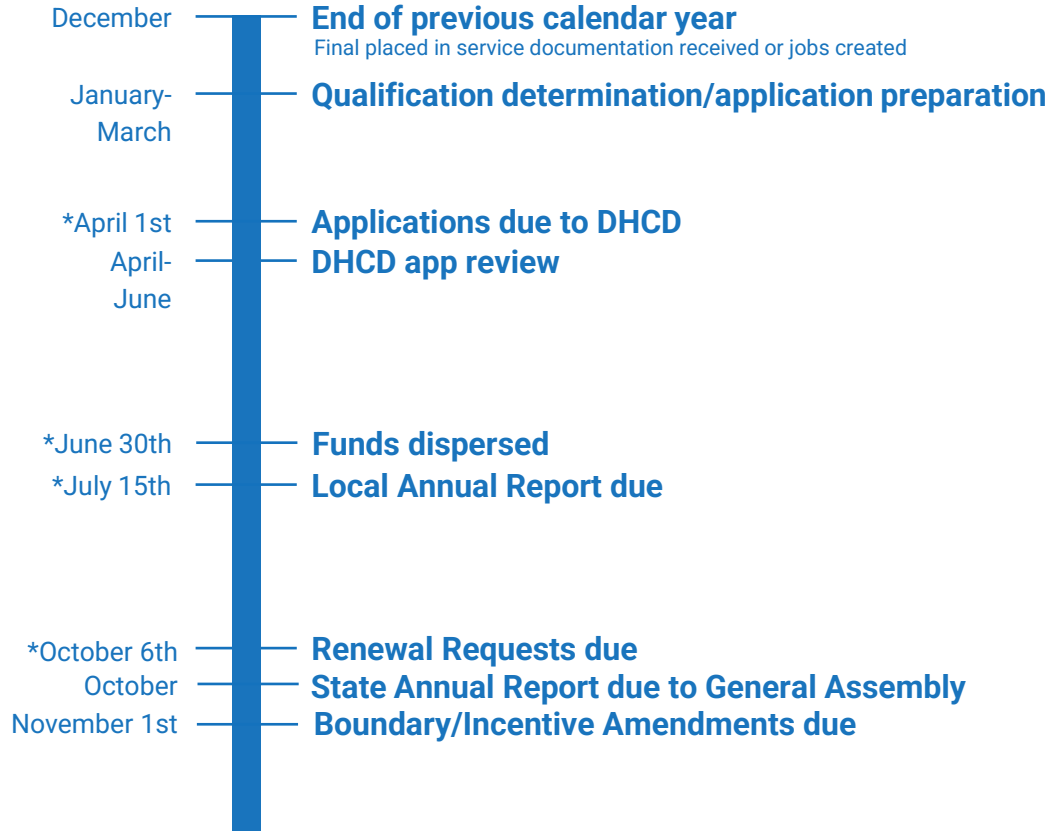 December
End of previous calendar year
Final placed in service documentation received or jobs created
January-
March
Qualification determination/application preparation
*April 1st
Applications due to DHCD
April-
June
DHCD app review
*June 30th
Funds dispersed
*July 15th
Local Annual Report due
*October 6th
Renewal Requests due
October
State Annual Report due to General Assembly
November 1st
Boundary/Incentive Amendments due